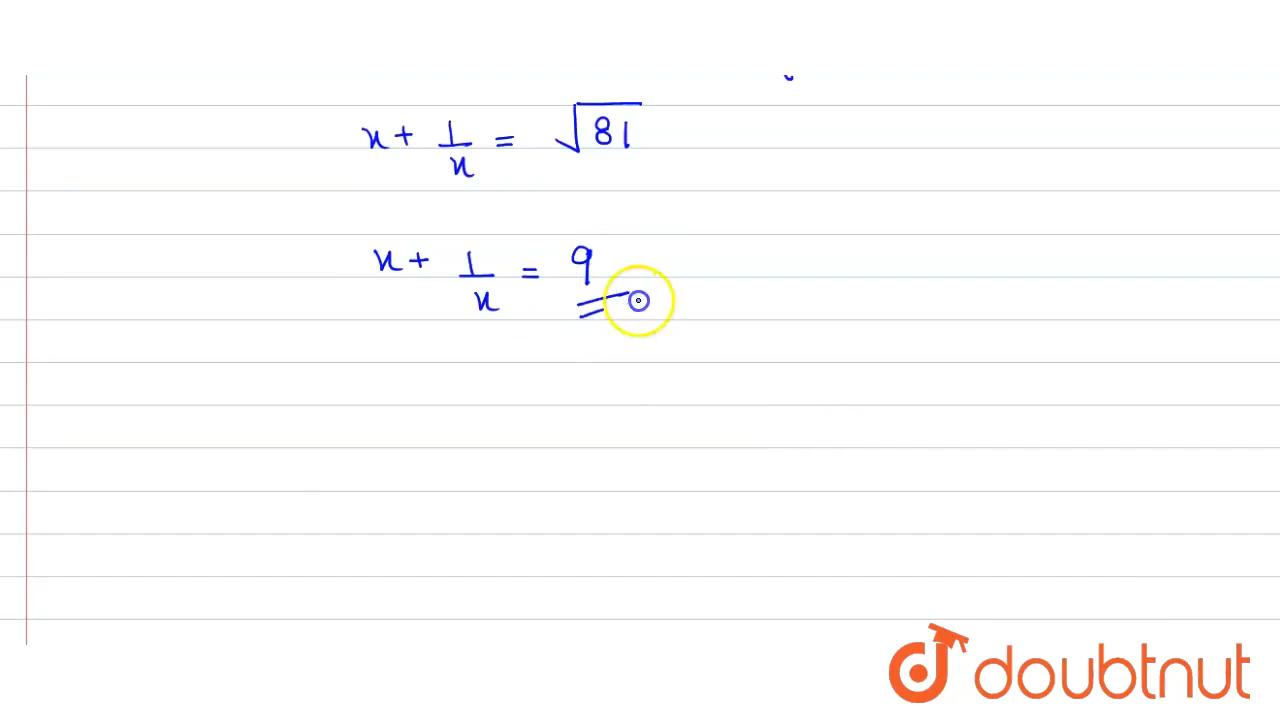 x + 1/x = √81
x + 1/x = 9
doubtnut